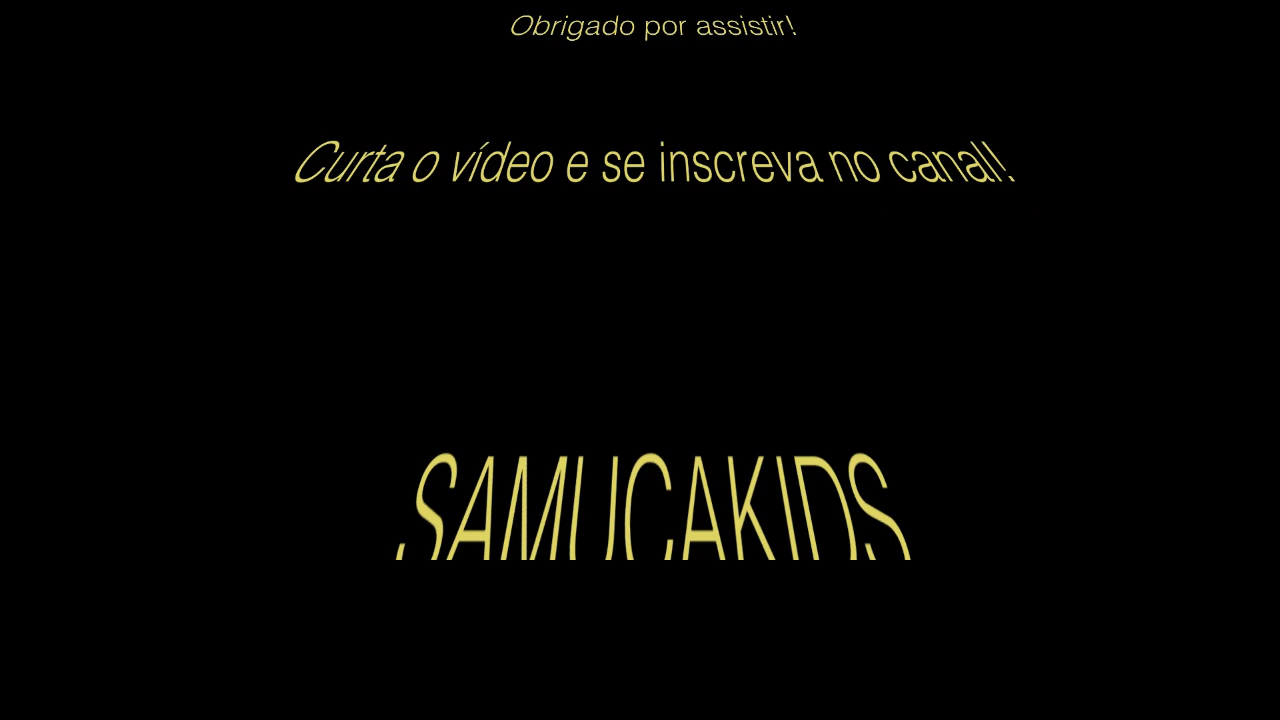 Obrigado por assistir!
Curta o vídeo e se inscreva no canal!
SAMUCAKIDS